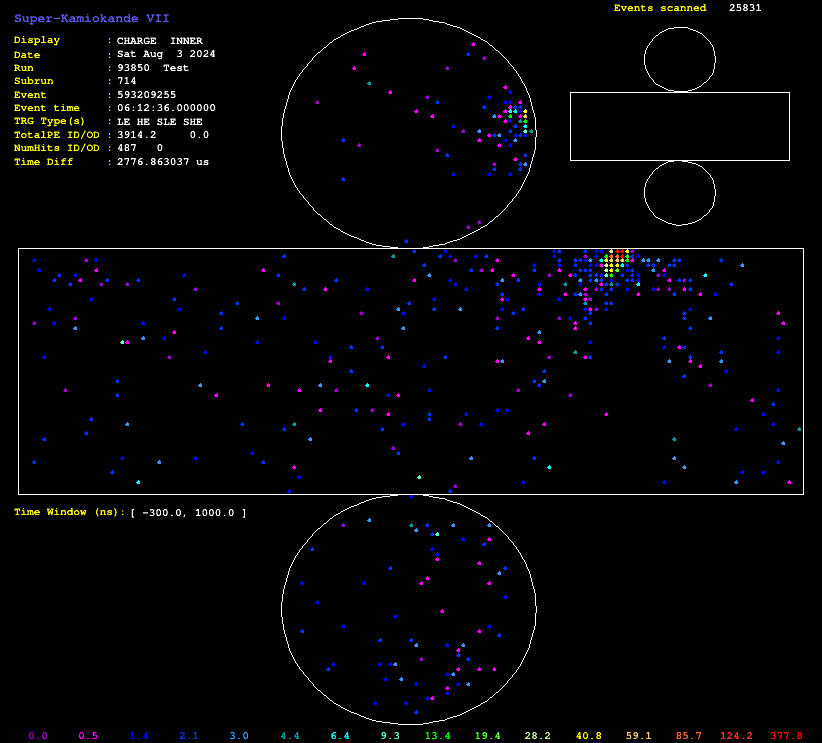 Super-Kamiokande VII
Events scanned 25831
Display : CHARGE INNER
Date : Sat Aug 3 2024
Run : 93850 Test
Subrun : 714
Event : 593209255
Event time : 06:12:36.000000
TRG Type(s) : LE HE SLE SHE
TotalPE ID/OD : 3914.2 0.0
NumHits ID/OD : 487 0
Time Diff : 2776.863037 us
Time Window (ns): [ -300.0, 1000.0 ]
0.0 0.5 1.4 2.1 3.0 4.4 6.4 9.3 13.4 19.4 28.2 40.8 59.1 85.7 124.2 377.8